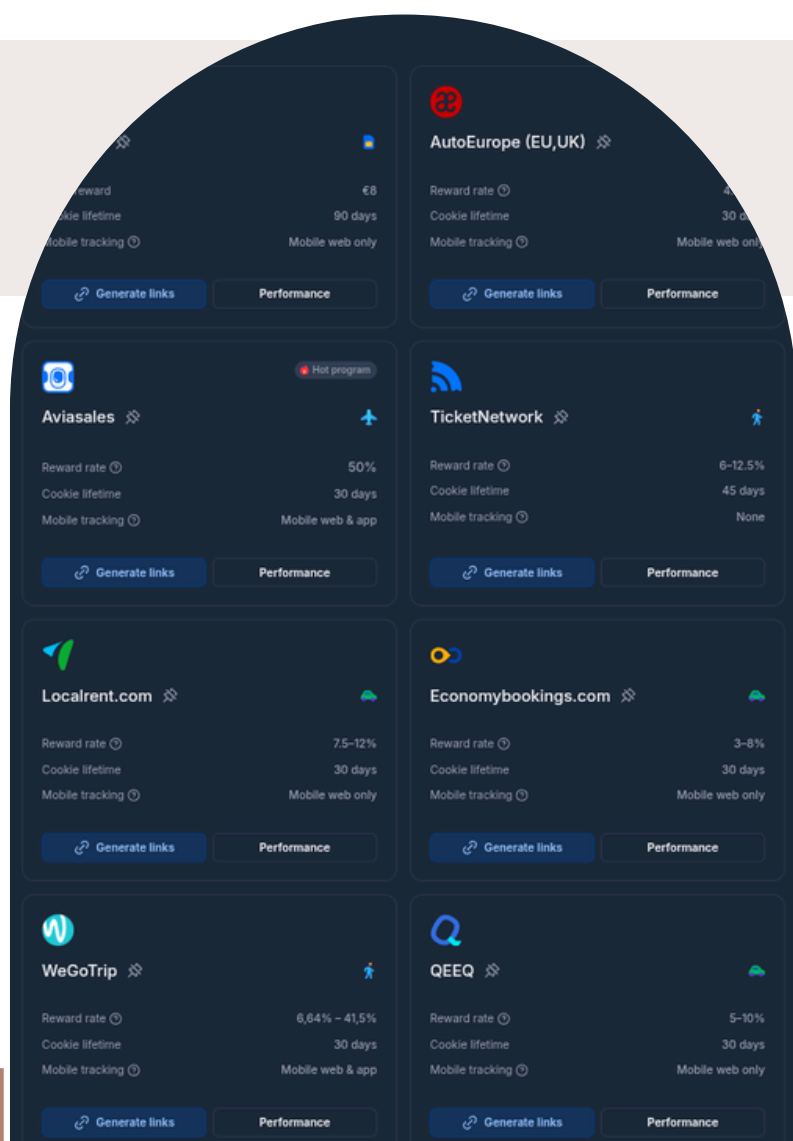 AutoEurope (EU,UK)
reward
€8
Reward rate
lifetime
90 days
Cookie lifetime
30
Mobile tracking
Mobile web only
Mobile tracking
Mobile web only
Generate links
Performance
Generate links
Performance
Hot program
Aviasales
TicketNetwork
Reward rate
50%
Reward rate
6–12.5%
Cookie lifetime
30 days
Cookie lifetime
45 days
Mobile tracking
Mobile web & app
Mobile tracking
None
Generate links
Performance
Generate links
Performance
Localrent.com
Economybookings.com
Reward rate
7.5–12%
Reward rate
3–8%
Cookie lifetime
30 days
Cookie lifetime
30 days
Mobile tracking
Mobile web only
Mobile tracking
Mobile web only
Generate links
Performance
Generate links
Performance
WeGoTrip
QEEQ
Reward rate
6,64% – 41,5%
Reward rate
5–10%
Cookie lifetime
30 days
Cookie lifetime
30 days
Mobile tracking
Mobile web & app
Mobile tracking
Mobile web only
Generate links
Performance
Generate links
Performance